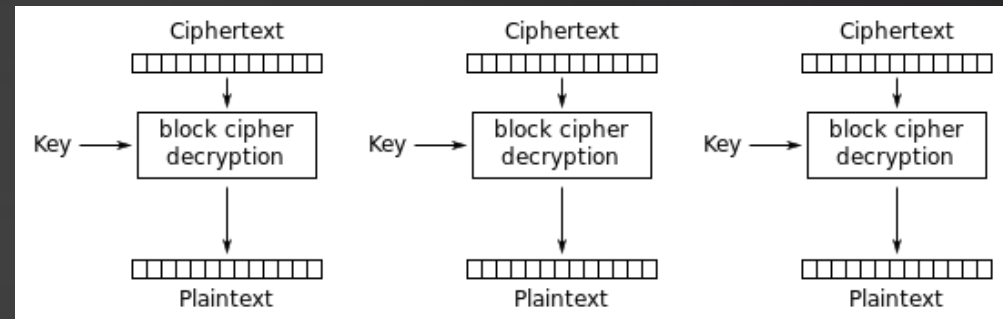 Ciphertext
Ciphertext
Ciphertext
Key
block cipher
decryption
Key
block cipher
decryption
Key
block cipher
decryption
Plaintext
Plaintext
Plaintext